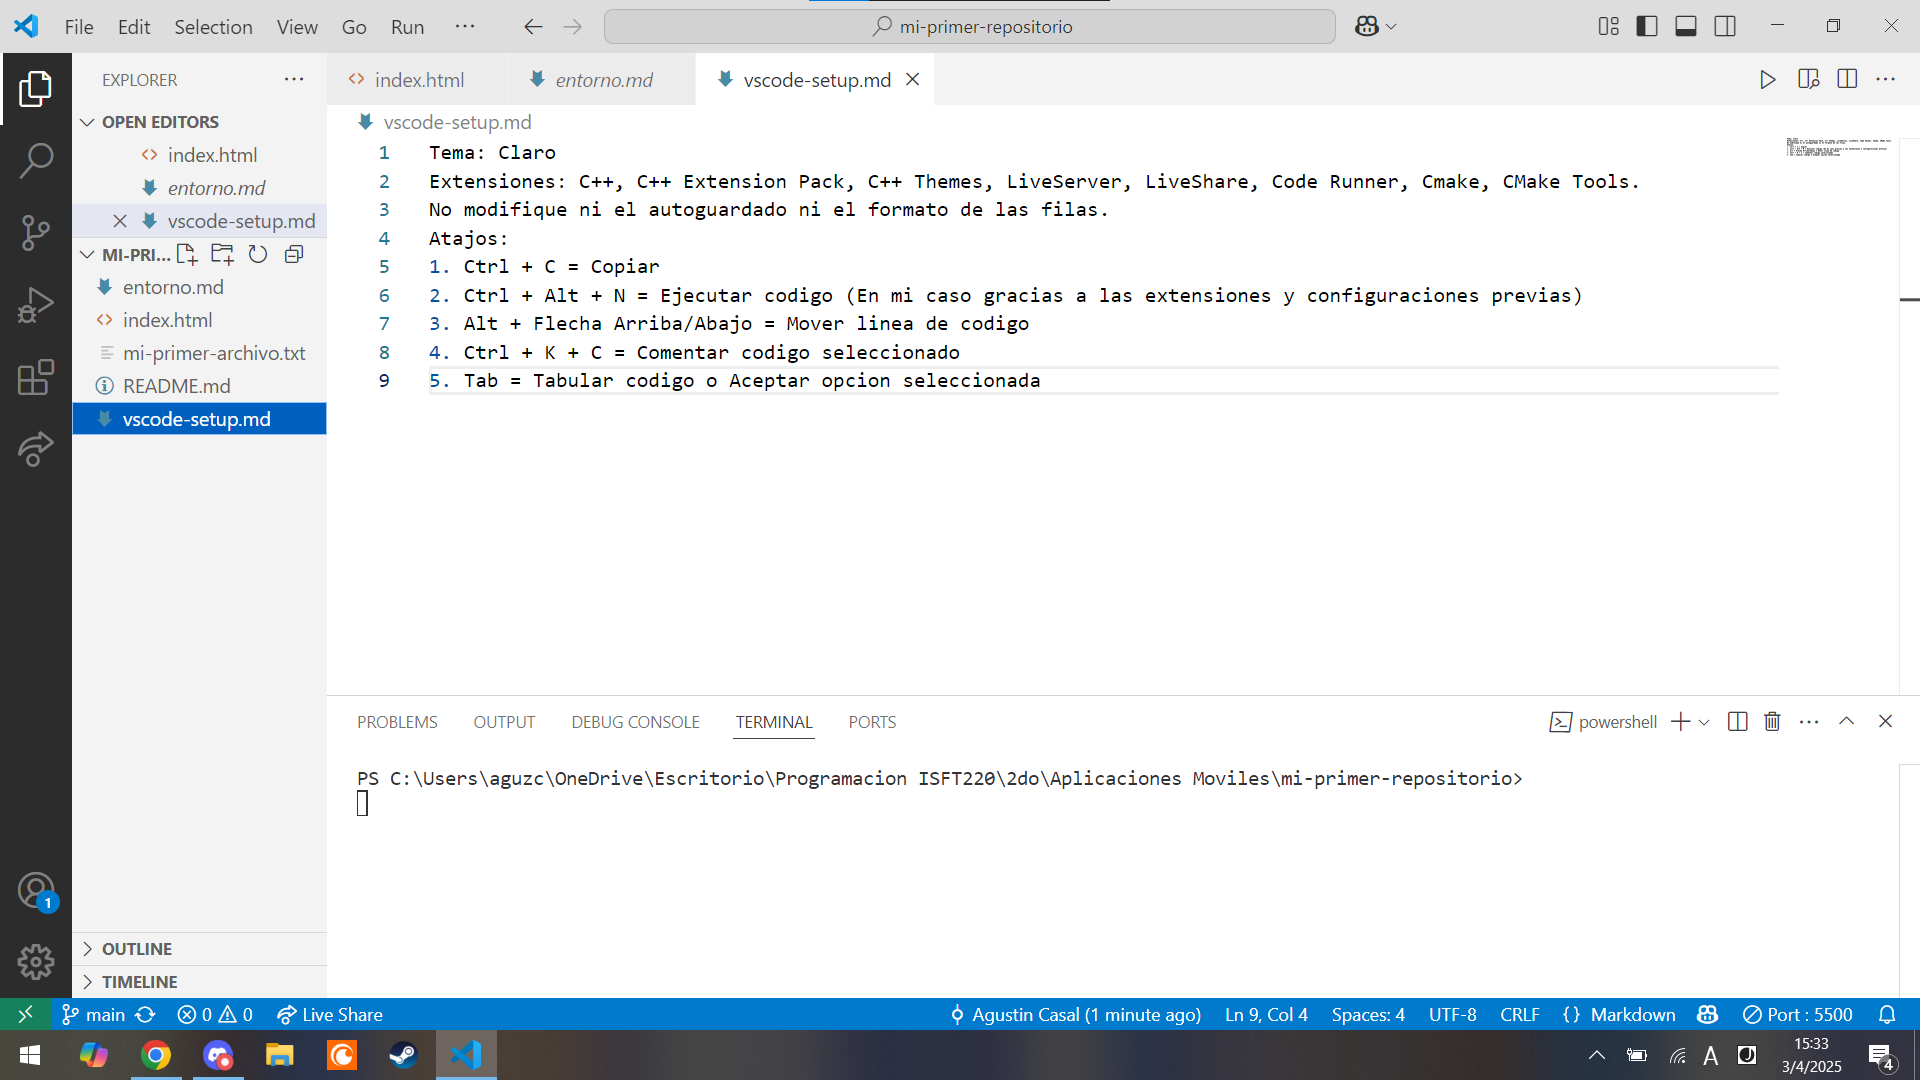 File Edit Selection View Go Run ···
mi-primer-repositorio
EXPLORER
OPEN EDITORS
index.html
entorno.md
vscode-setup.md
MI-PRI...
entorno.md
index.html
mi-primer-archivo.txt
README.md
vscode-setup.md
OUTLINE
TIMELINE
index.html entorno.md vscode-setup.md
vscode-setup.md
1 Tema: Claro
2 Extensiones: C++, C++ Extension Pack, C++ Themes, LiveServer, LiveShare, Code Runner, Cmake, CMake Tools.
3 No modifique ni el autoguardado ni el formato de las filas.
4 Atajos:
5 1. Ctrl + C = Copiar
6 2. Ctrl + Alt + N = Ejecutar codigo (En mi caso gracias a las extensiones y configuraciones previas)
7 3. Alt + Flecha Arriba/Abajo = Mover linea de codigo
8 4. Ctrl + K + C = Comentar codigo seleccionado
9 5. Tab = Tabular codigo o Aceptar opcion seleccionada
PROBLEMS OUTPUT DEBUG CONSOLE TERMINAL PORTS
powershell
PS C:\Users\aguzc\OneDrive\Escritorio\Programacion ISFT220\2do\Aplicaciones Moviles\mi-primer-repositorio>
1
main 0 0 Live Share
Agustin Casal (1 minute ago) Ln 9, Col 4 Spaces: 4 UTF-8 CRLF {} Markdown Port : 5500
A
15:33
3/4/2025
4